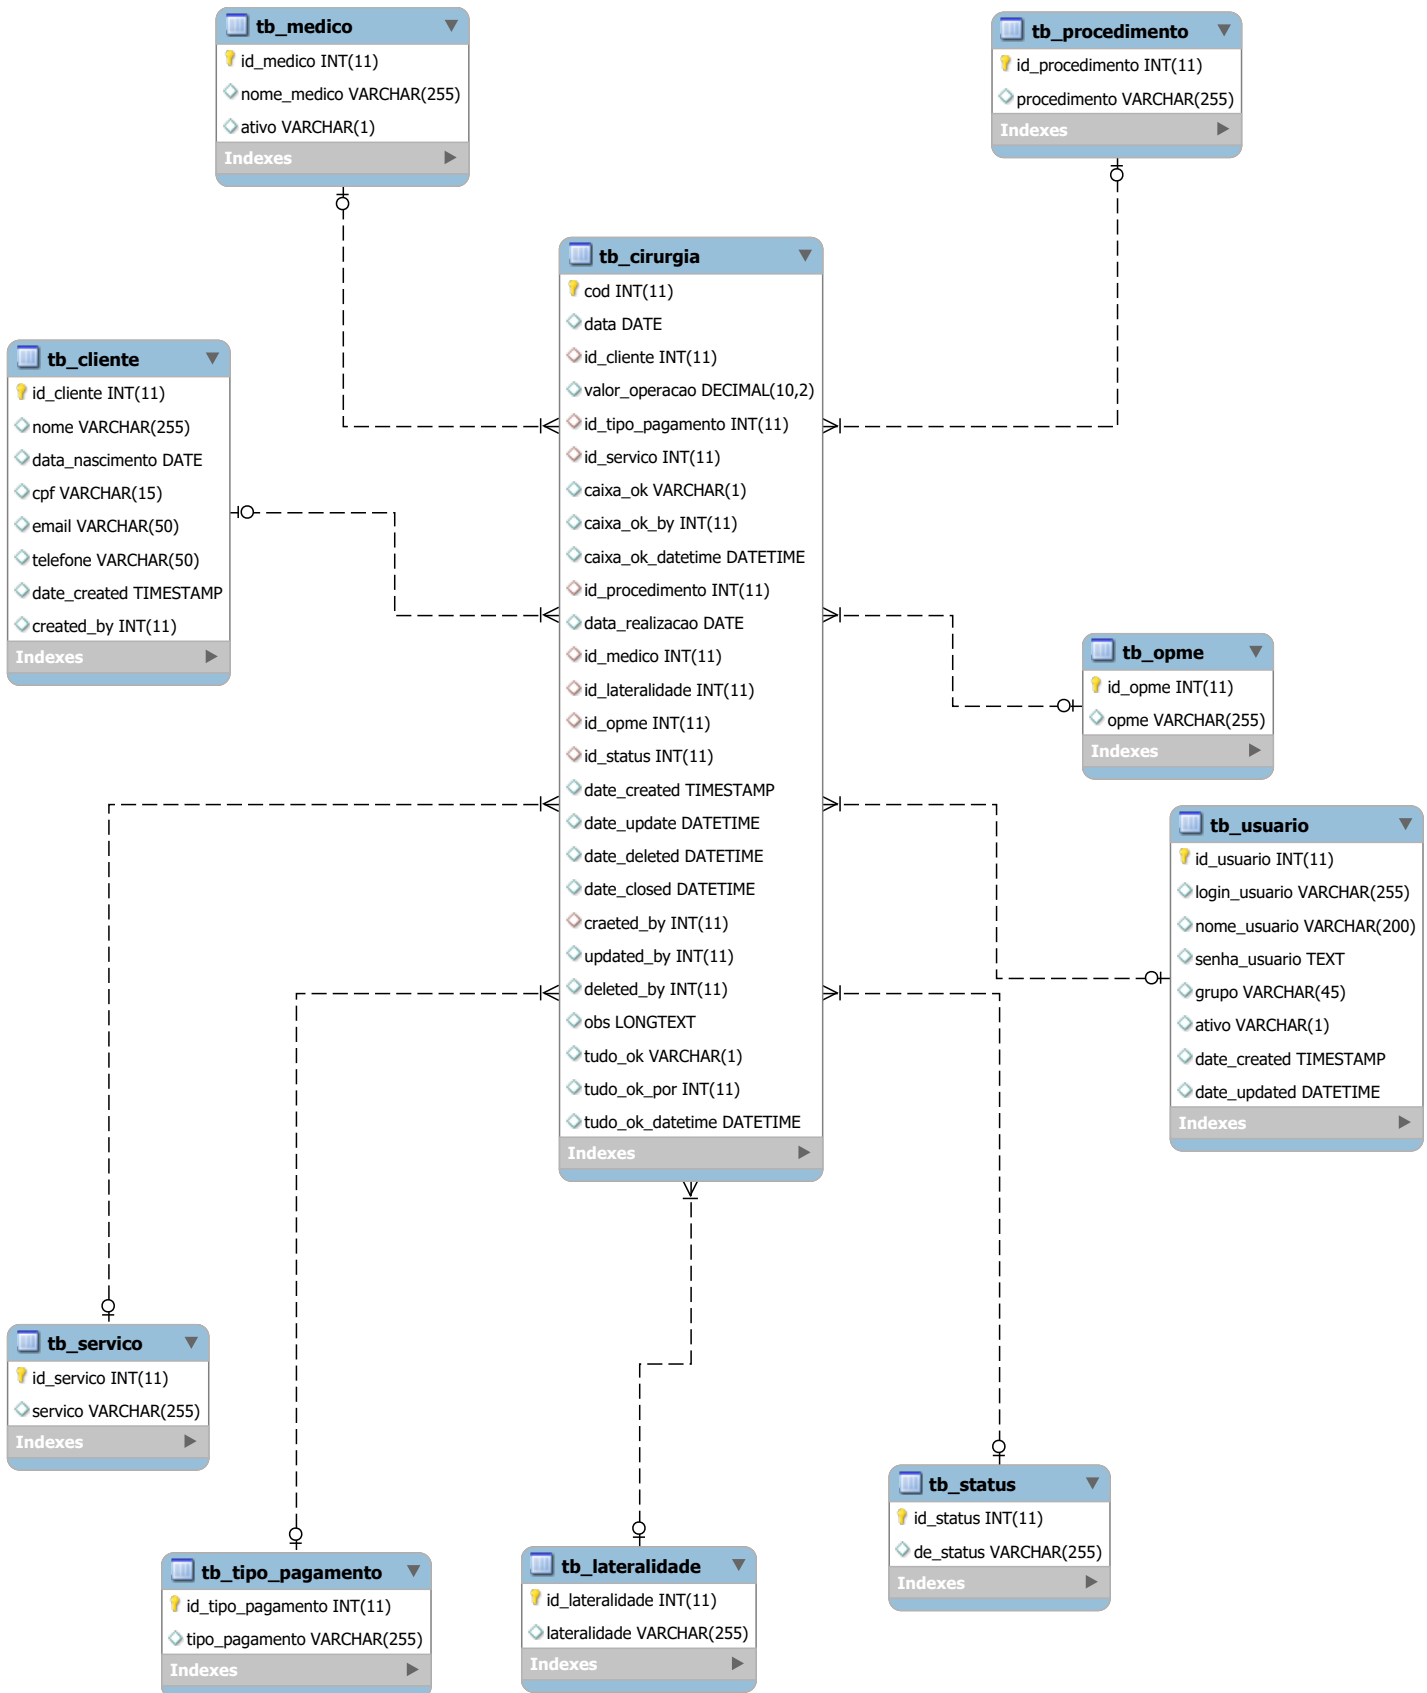 tb_medico
id_medico INT(11)
nome_medico VARCHAR(255)
ativo VARCHAR(1)
Indexes
tb_procedimento
id_procedimento INT(11)
procedimento VARCHAR(255)
Indexes
tb_cirurgia
cod INT(11)
data DATE
id_cliente INT(11)
valor_operacao DECIMAL(10,2)
id_tipo_pagamento INT(11)
id_servico INT(11)
caixa_ok VARCHAR(1)
caixa_ok_by INT(11)
caixa_ok_datetime DATETIME
id_procedimento INT(11)
data_realizacao DATE
id_medico INT(11)
id_lateralidade INT(11)
id_opme INT(11)
id_status INT(11)
date_created TIMESTAMP
date_update DATETIME
date_deleted DATETIME
date_closed DATETIME
craeted_by INT(11)
updated_by INT(11)
deleted_by INT(11)
obs LONGTEXT
tudo_ok VARCHAR(1)
tudo_ok_por INT(11)
tudo_ok_datetime DATETIME
Indexes
tb_cliente
id_cliente INT(11)
nome VARCHAR(255)
data_nascimento DATE
cpf VARCHAR(15)
email VARCHAR(50)
telefone VARCHAR(50)
date_created TIMESTAMP
created_by INT(11)
Indexes
tb_opme
id_opme INT(11)
opme VARCHAR(255)
Indexes
tb_usuario
id_usuario INT(11)
login_usuario VARCHAR(255)
nome_usuario VARCHAR(200)
senha_usuario TEXT
grupo VARCHAR(45)
ativo VARCHAR(1)
date_created TIMESTAMP
date_updated DATETIME
Indexes
tb_servico
id_servico INT(11)
servico VARCHAR(255)
Indexes
tb_tipo_pagamento
id_tipo_pagamento INT(11)
tipo_pagamento VARCHAR(255)
Indexes
tb_lateralidade
id_lateralidade INT(11)
lateralidade VARCHAR(255)
Indexes
tb_status
id_status INT(11)
de_status VARCHAR(255)
Indexes